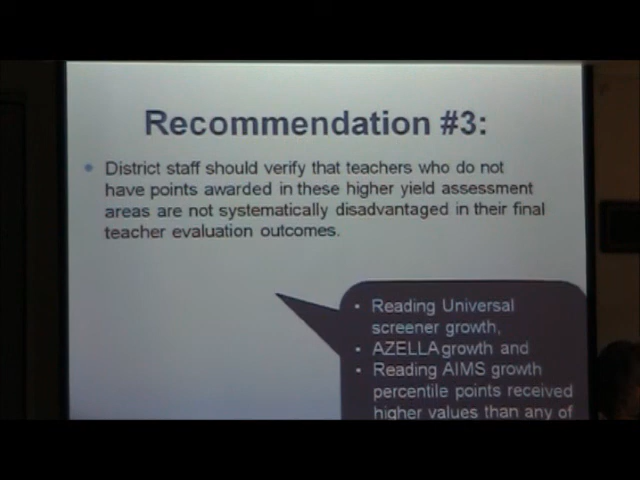 Recommendation #3:
• District staff should verify that teachers who do not
have points awarded in these higher yield assessment
areas are not systematically disadvantaged in their final
teacher evaluation outcomes.
• Reading Universal
screener growth,
• AZELLA growth and
• Reading AIMS growth
percentile points received
higher values than any of